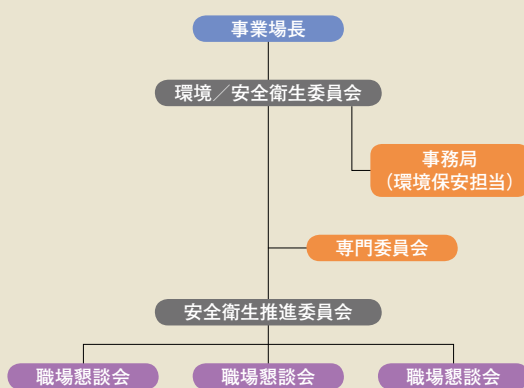 事業場長
環境／安全衛生委員会
事務局
（環境保安担当）
専門委員会
安全衛生推進委員会
職場懇談会
職場懇談会
職場懇談会